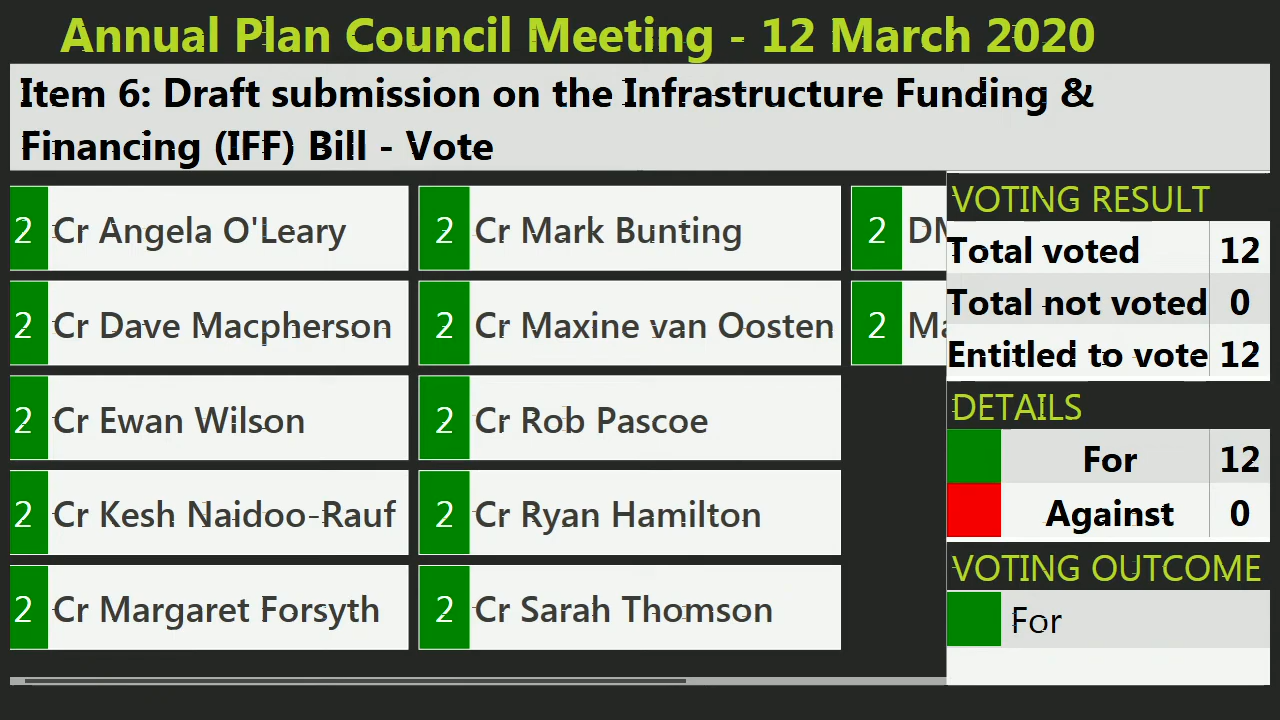 Annual Plan Council Meeting - 12 March 2020
Item 6: Draft submission on the Infrastructure Funding &
Financing (IFF) Bill - Vote
2 Cr Angela O'Leary
2 Cr Dave Macpherson
2 Cr Ewan Wilson
2 Cr Kesh Naidoo-Rauf
2 Cr Margaret Forsyth
2 Cr Mark Bunting
2 Cr Maxine van Oosten
2 Cr Rob Pascoe
2 Cr Ryan Hamilton
2 Cr Sarah Thomson
2
2
VOTING RESULT
Total voted 12
Total not voted 0
Entitled to vote 12
DETAILS
For 12
Against 0
VOTING OUTCOME
For